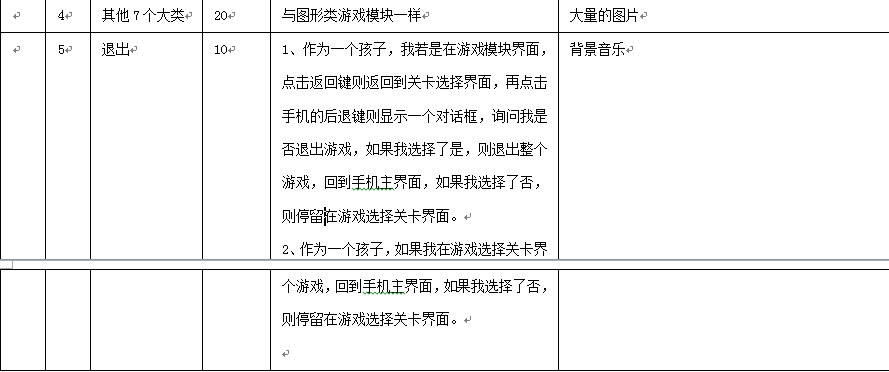 4 其他 7 个大类 20 与图形类游戏模块一样 大量的图片
5 退出 10 1、作为一个孩子，我若是在游戏模块界面， 背景音乐
点击返回键则返回到关卡选择界面，再点击
手机的后退键则显示一个对话框，询问我是
否退出游戏，如果我选择了是，则退出整个
游戏，回到手机主界面，如果我选择了否，
则停留在游戏选择关卡界面。
2、作为一个孩子，如果我在游戏选择关卡界
个游戏，回到手机主界面，如果我选择了否，
则停留在游戏选择关卡界面。